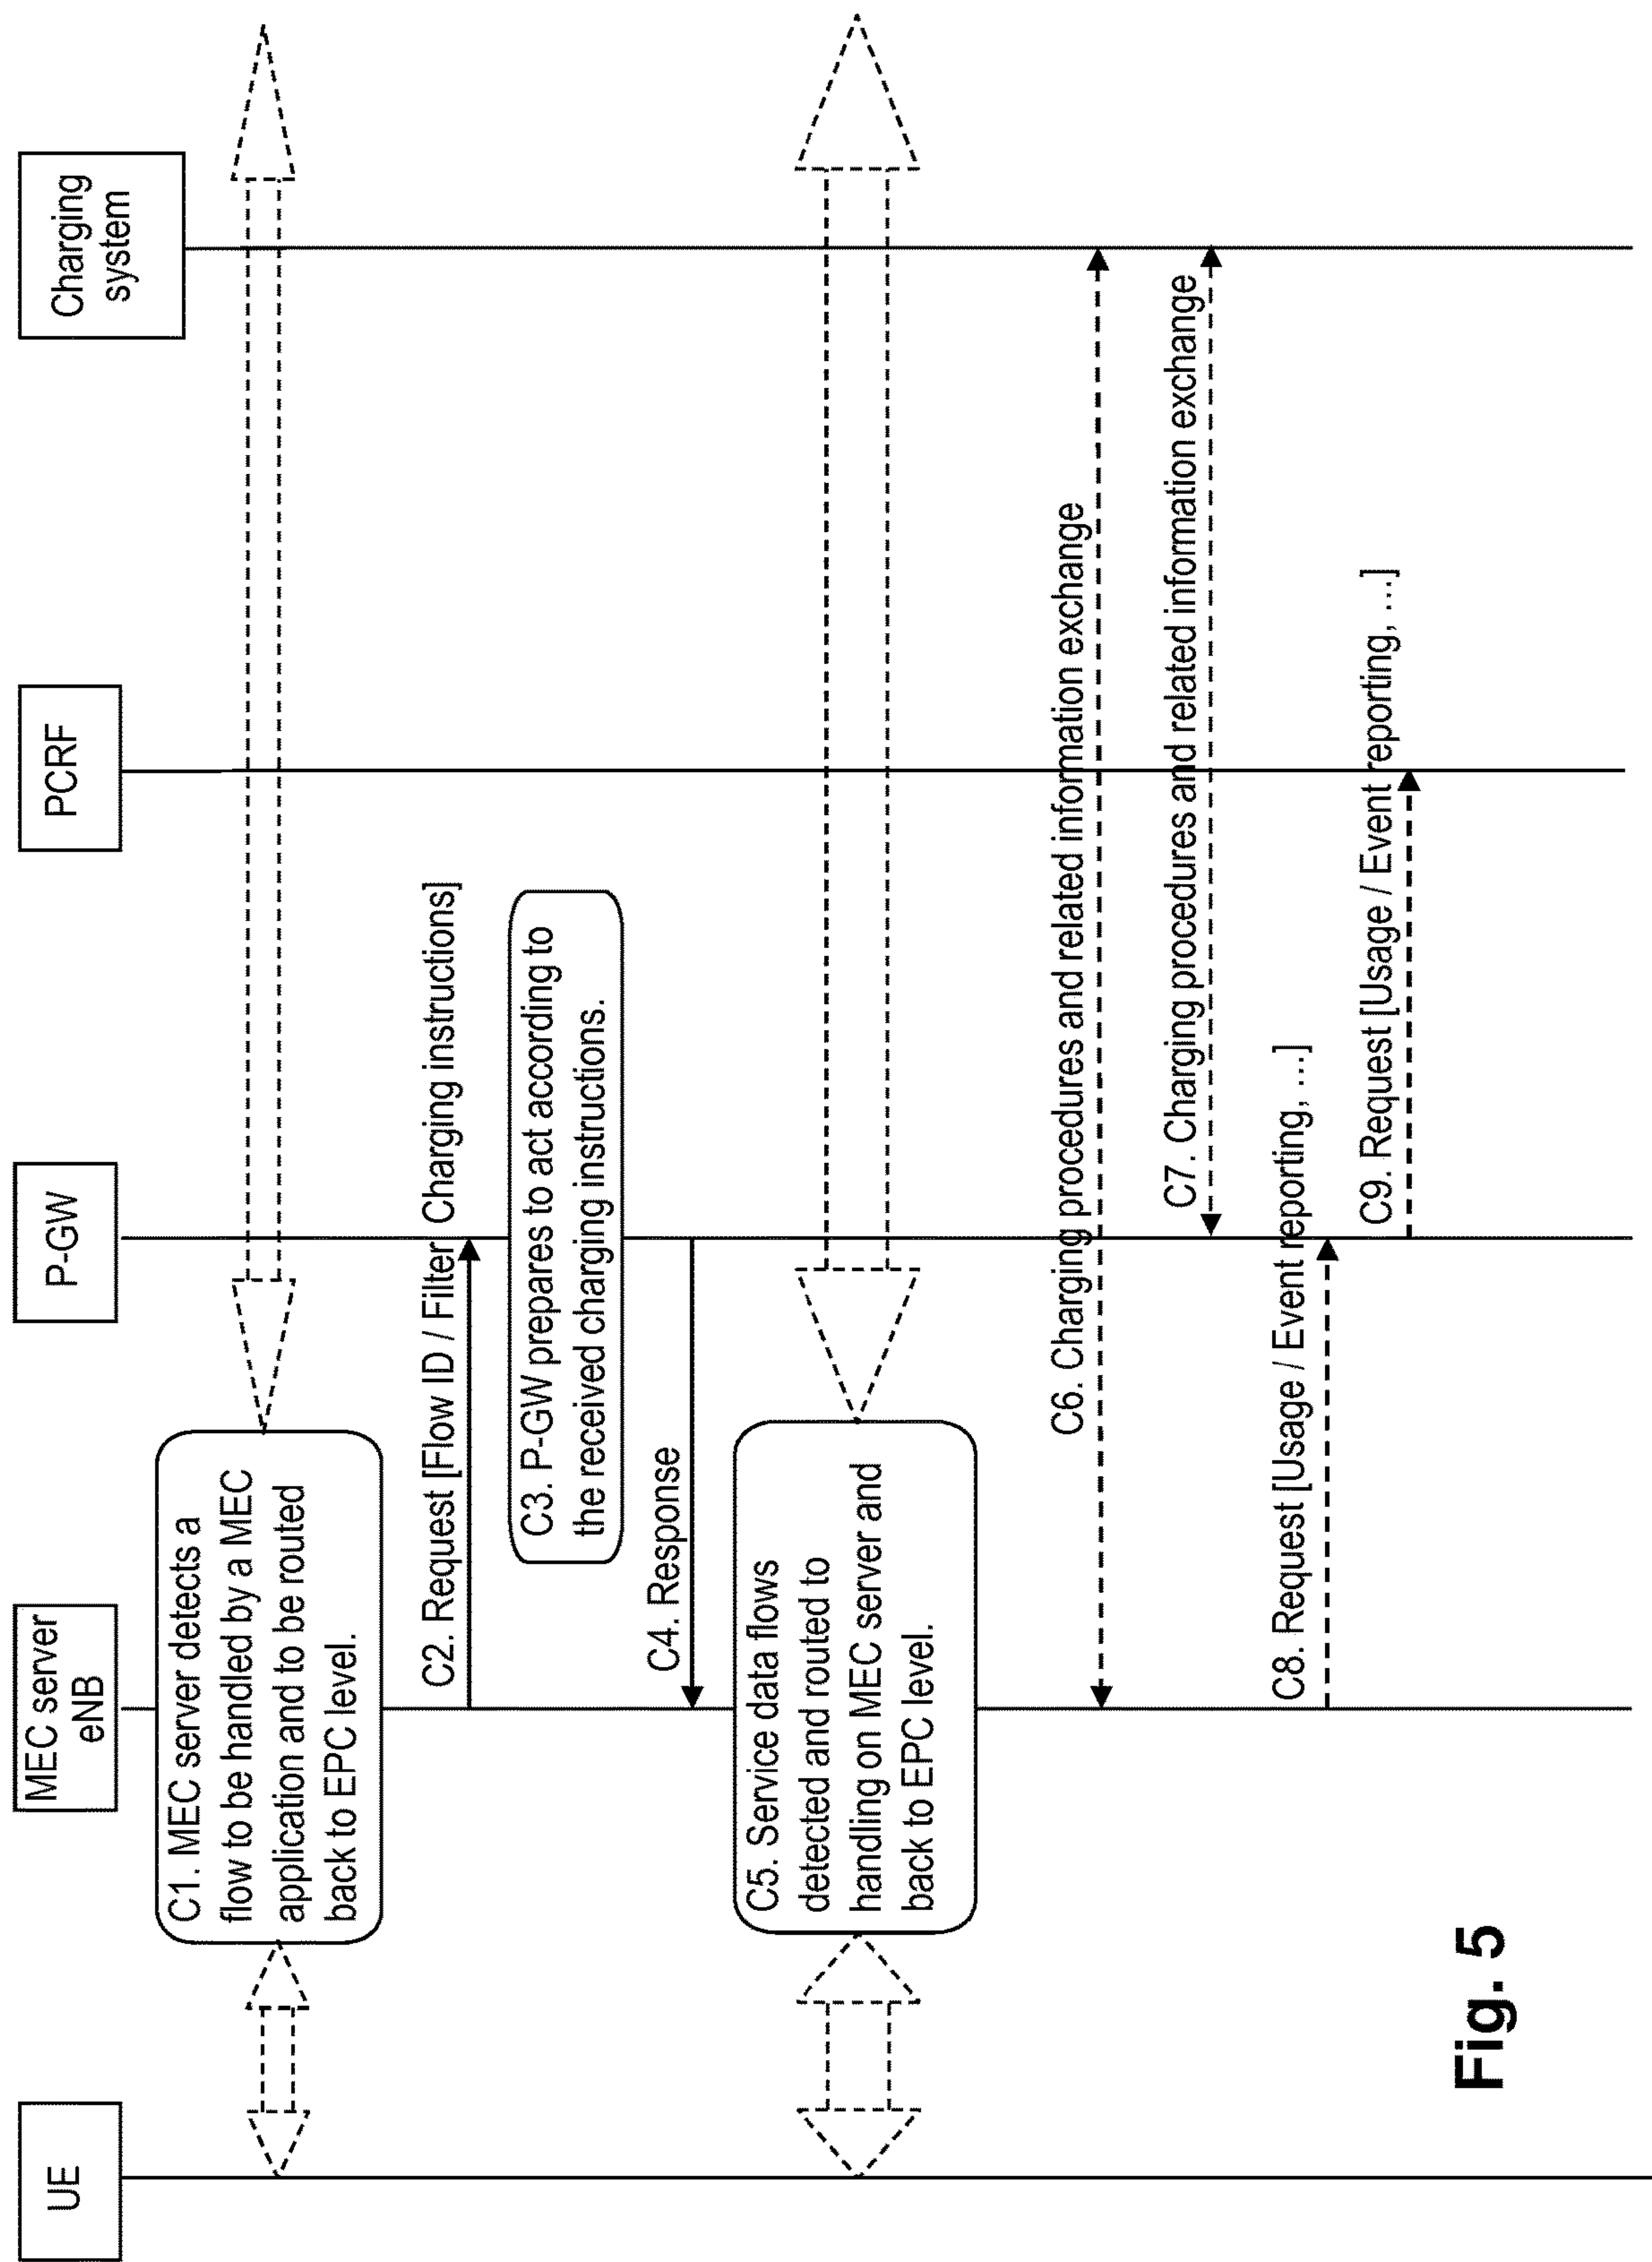 UE
MEC server
eNB
P-GW
PCRF
Charging
system
C1. MEC server detects a
flow to be handled by a MEC
application and to be routed
back to EPC level.
C2. Request [Flow ID / Filter Charging instructions]
C3. P-GW prepares to act according to
the received charging instructions.
C4. Response
C5. Service data flows
detected and routed to
handling on MEC server and
back to EPC level.
C6. Charging procedures and related information exchange
C7. Charging procedures and related information exchange
C8. Request [Usage / Event reporting, …]
C9. Request [Usage / Event reporting, …]
Fig. 5